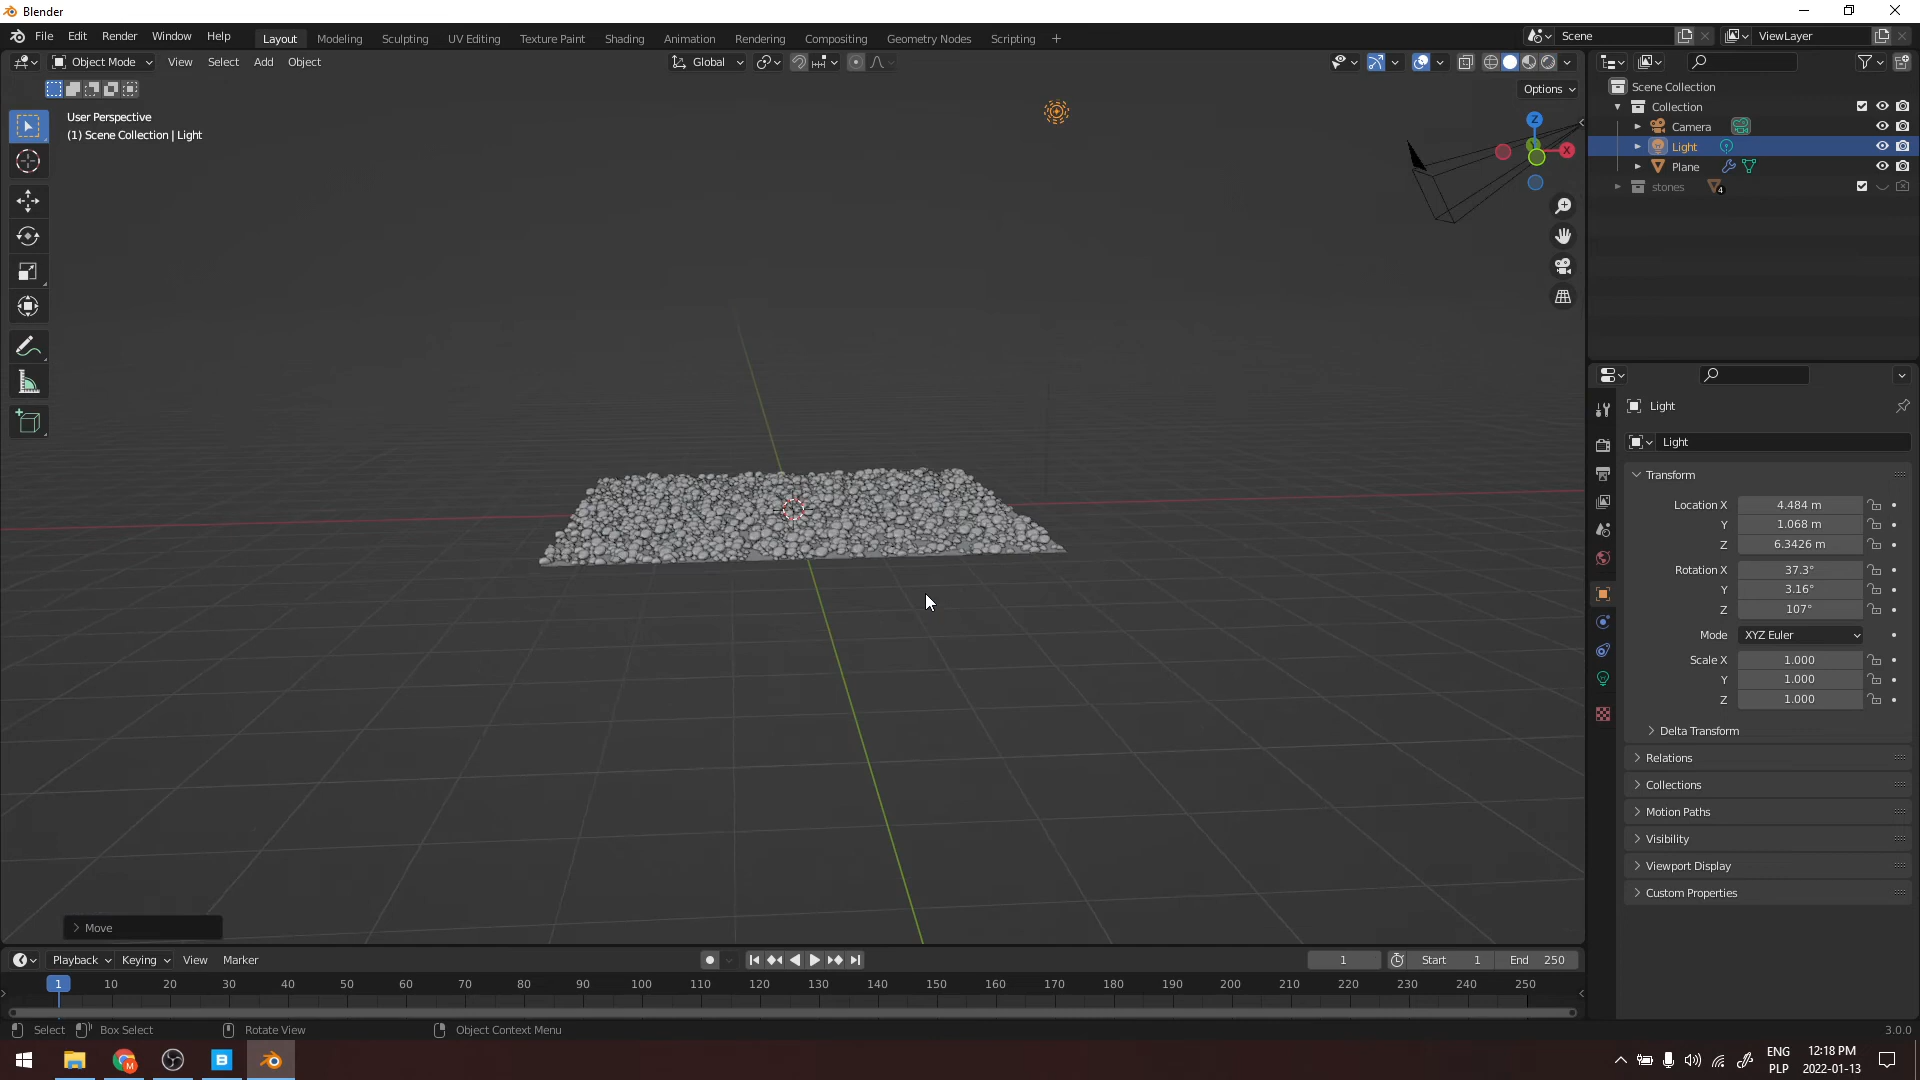 Blender
File Edit Render Window Help
Layout Modeling Sculpting UV Editing Texture Paint Shading Animation Rendering Compositing Geometry Nodes Scripting +
Scene
ViewLayer
Object Mode View Select Add Object
Global
Options
User Perspective
(1) Scene Collection | Light
Z
X
Scene Collection
Collection
Camera
Light
Plane
stones 4
Light
Light
Transform
Location X 4.484 m
Y 1.068 m
Z 6.3426 m
Rotation X 37.3°
Y 3.16°
Z 107°
Mode XYZ Euler
Scale X 1.000
Y 1.000
Z 1.000
Delta Transform
Relations
Collections
Motion Paths
Visibility
Viewport Display
Custom Properties
Move
Playback Keying View Marker
1 Start 1 End 250
1 10 20 30 40 50 60 70 80 90 100 110 120 130 140 150 160 170 180 190 200 210 220 230 240 250
Select Box Select Rotate View Object Context Menu 3.0.0
ENG 12:18 PM
PLP 2022-01-13